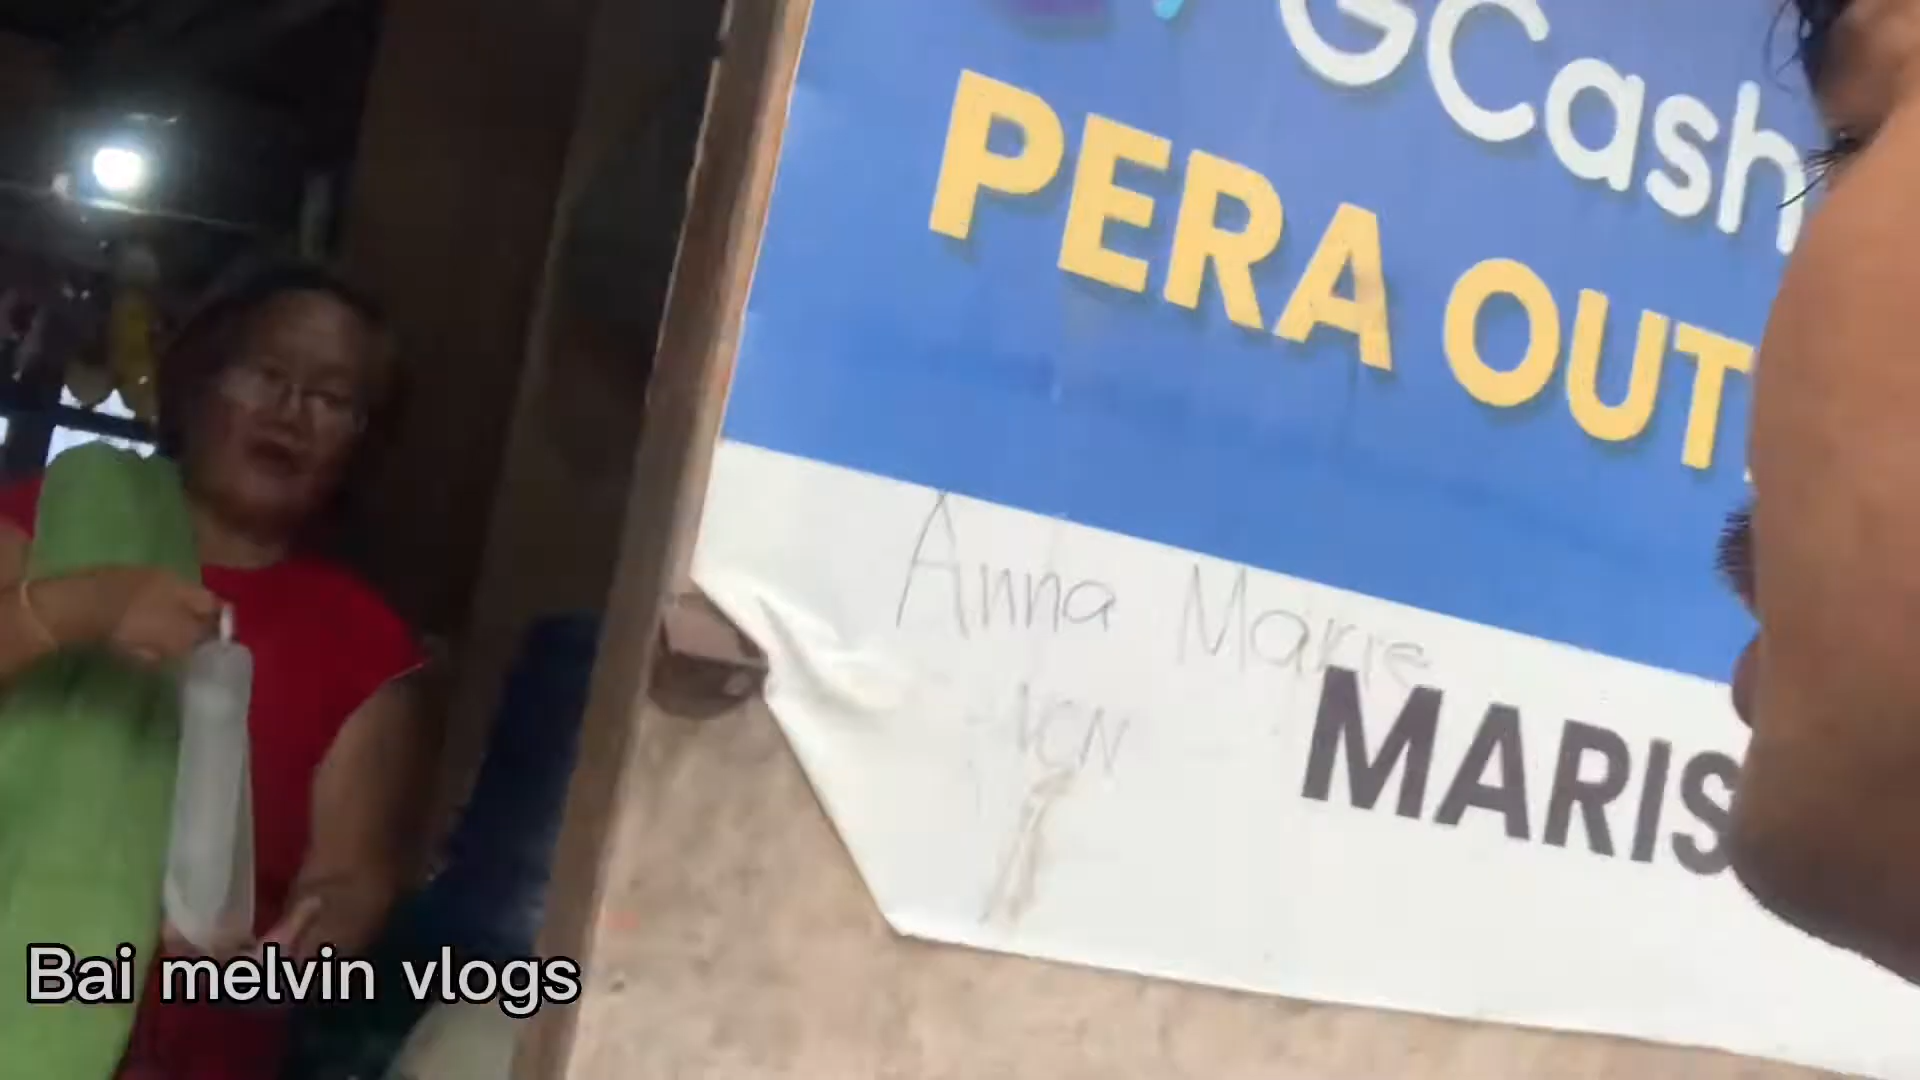 GCash
PERA OUT
Anna Marie
MARIS
Bai melvin vlogs